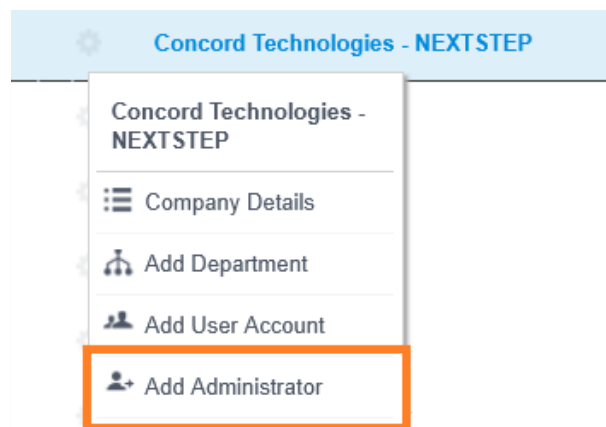 Concord Technologies - NEXTSTEP
Concord Technologies -
NEXTSTEP
Company Details
Add Department
Add User Account
Add Administrator